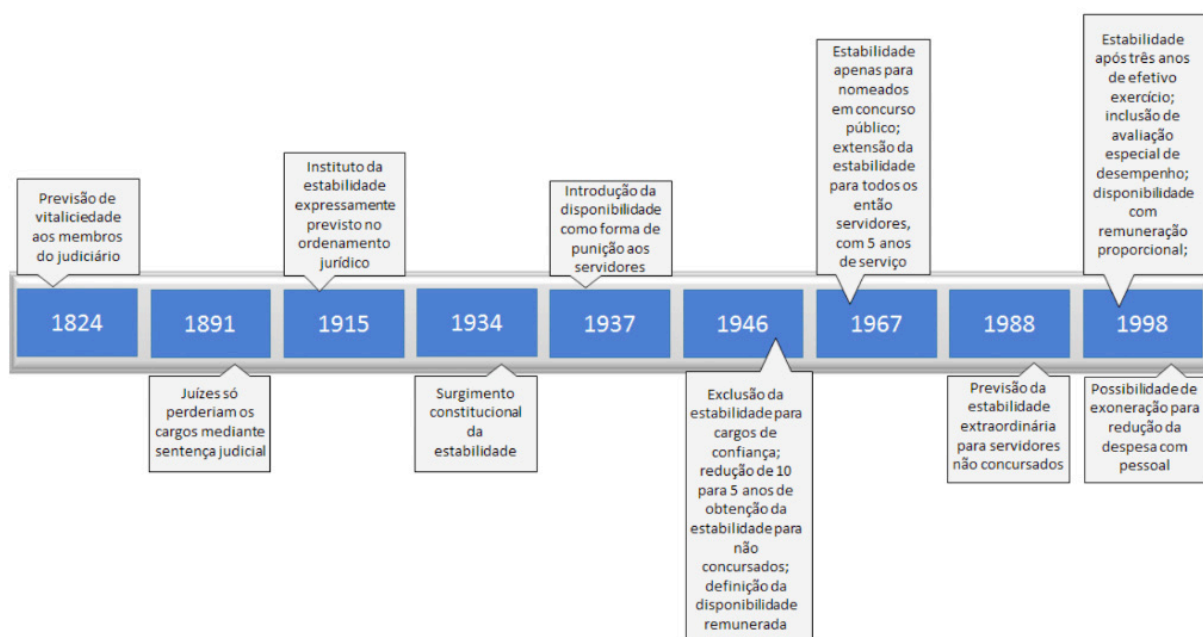 Previsão de
vitaliciedade
aos membros
do judiciário
Instituto da
estabilidade
expressamente
previsto no
ordenamento
jurídico
Introdução da
disponibilidade
como forma de
punição aos
servidores
Estabilidade
apenas para
nomeados
em concurso
público;
extensão da
estabilidade
para todos os
então
servidores,
com 5 anos
de serviço
Estabilidade
após três anos
de efetivo
exercício;
inclusão de
avaliação
especial de
desempenho;
disponibilidade
com
remuneração
proporcional;
1824
1891
1915
1934
1937
1946
1967
1988
1998
Juízes só
perderiam os
cargos mediante
sentença judicial
Surgimento
constitucional
da
estabilidade
Exclusão da
estabilidade para
cargos de
confiança;
redução de 10
para 5 anos de
obtenção da
estabilidade para
não
concursados;
definição da
disponibilidade
remunerada
Previsão da
estabilidade
extraordinária
para servidores
não concursados
Possibilidade de
exoneração para
redução da
despesa com
pessoal